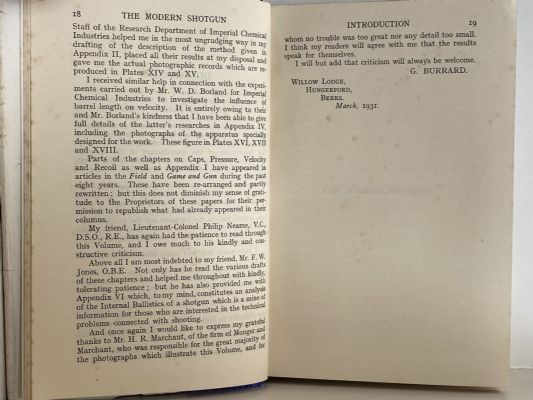 18 THE MODERN SHOTGUN
Staff of the Research Department of Imperial Chemical
Industries helped me in the most ungrudging way in my
drafting of the description of the method given in
Appendix II, placed all their results at my disposal and
gave me the actual photographic records which are re-
produced in Plates XIV and XV.
I received similar help in connection with the experi-
ments carried out by Mr. W. D. Borland for Imperial
Chemical Industries to investigate the influence of
barrel length on velocity. It is entirely owing to their
and Mr. Borland's kindness that I have been able to give
full details of the latter's researches in Appendix IV,
including the photographs of the apparatus specially
designed for the work. These figure in Plates XVI, XVII
and XVIII.
Parts of the chapters on Caps, Pressure, Velocity
and Recoil as well as Appendix I have appeared in
articles in the Field and Game and Gun during the past
eight years. These have been re-arranged and partly
rewritten: but this does not diminish my sense of grati-
tude to the Proprietors of these papers for their per-
mission to republish what had already appeared in their
columns.
My friend, Lieutenant-Colonel Philip Neame, V.C.,
D.S.O., R.E., has again had the patience to read through
this Volume, and I owe much to his kindly and con-
structive criticism.
Above all I am most indebted to my friend, Mr. F. W.
Jones, O.B.E. Not only has he read the various drafts
of these chapters and helped me throughout with kindly,
tolerating patience; but he has also provided me with
Appendix VI which, to my mind, constitutes an analysis
of the Internal Ballistics of a shotgun which is a mine of
information for those who are interested in the technical
problems connected with shooting.
And once again I would like to express my grateful
thanks to Mr. H. R. Marchant, of the firm of Monger and
Marchant, who was responsible for the great majority of
the photographs which illustrate this Volume, and for
INTRODUCTION 19
whom no trouble was too great nor any detail too small.
I think my readers will agree with me that the results
speak for themselves.
I will but add that criticism will always be welcome.
G. BURRARD.
WILLOW LODGE,
HUNGERFORD,
BERKS.
March, 1931.